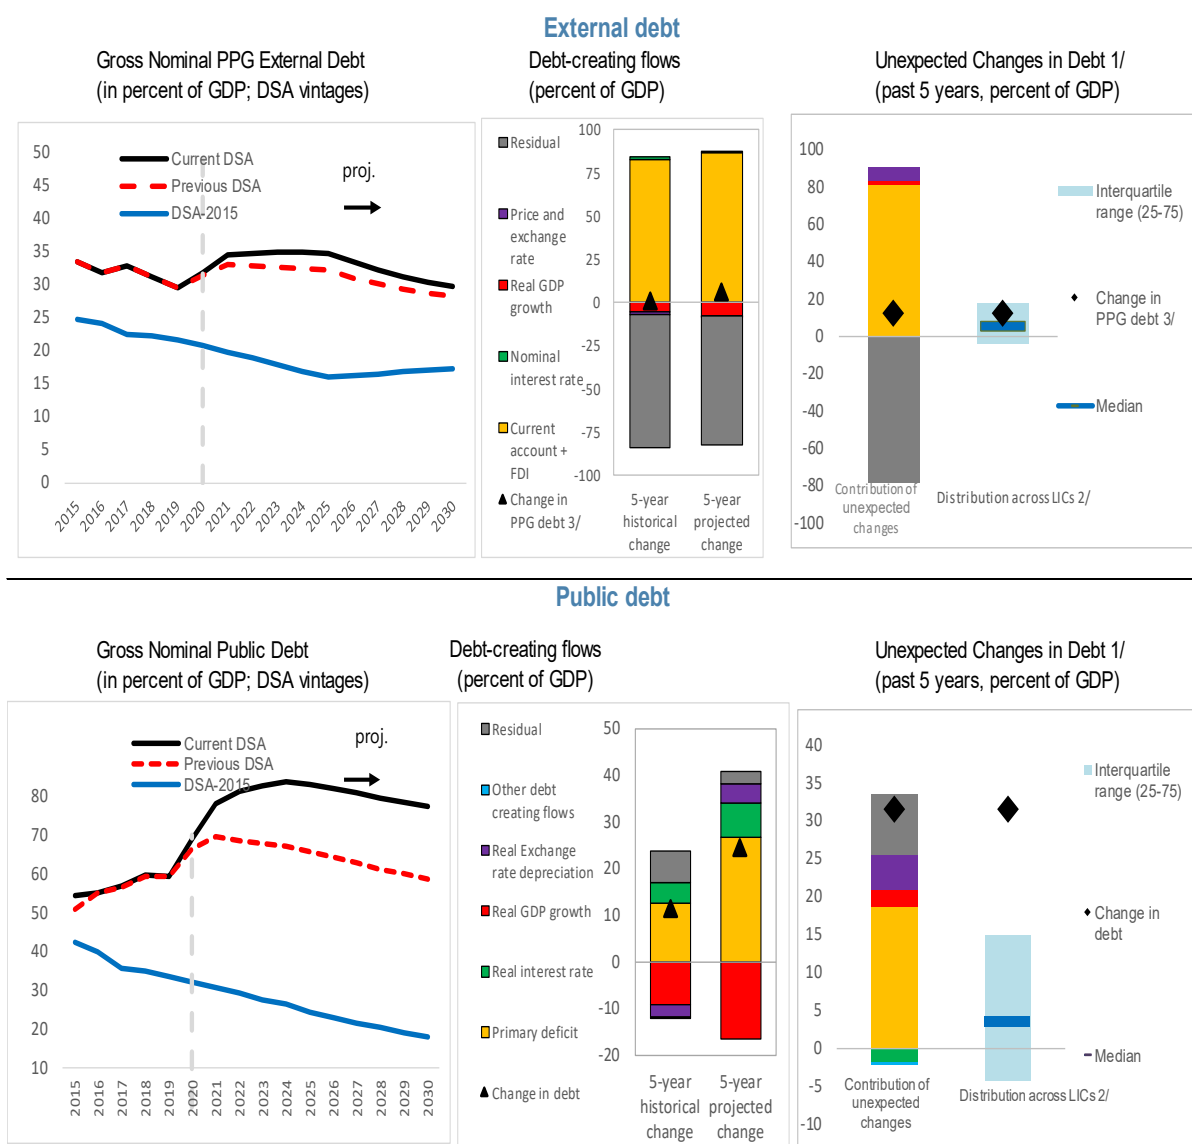 External debt
Gross Nominal PPG External Debt
(in percent of GDP; DSA vintages)
Debt-creating flows
(percent of GDP)
Unexpected Changes in Debt 1/
(past 5 years, percent of GDP)
50
45
40
35
30
25
20
15
10
5
0
Current DSA
Previous DSA
DSA-2015
proj.
2015
2016
2017
2018
2019
2020
2021
2022
2023
2024
2025
2026
2027
2028
2029
2030
Residual
Price and
exchange
rate
Real GDP
growth
Nominal
interest rate
Current
account +
FDI
Change in
PPG debt 3/
100
75
50
25
0
-25
-50
-75
-100
5-year
historical
change
5-year
projected
change
100
80
60
40
20
0
-20
-40
-60
-80
-100
Interquartile
range (25-75)
Change in
PPG debt 3/
Median
Contribution of
unexpected
changes
Distribution across LICs 2/
Public debt
Gross Nominal Public Debt
(in percent of GDP; DSA vintages)
Debt-creating flows
(percent of GDP)
Unexpected Changes in Debt 1/
(past 5 years, percent of GDP)
Current DSA
Previous DSA
DSA-2015
proj.
80
70
60
50
40
30
20
10
2015
2016
2017
2018
2019
2020
2021
2022
2023
2024
2025
2026
2027
2028
2029
2030
Residual
Other debt
creating flows
Real Exchange
rate depreciation
Real GDP growth
Real interest rate
Primary deficit
Change in debt
50
40
30
20
10
0
-10
-20
5-year
historical
change
5-year
projected
change
40
35
30
25
20
15
10
5
0
-5
-10
Interquartile
range (25-75)
Change in
debt
Median
Contribution of
unexpected
changes
Distribution across LICs 2/